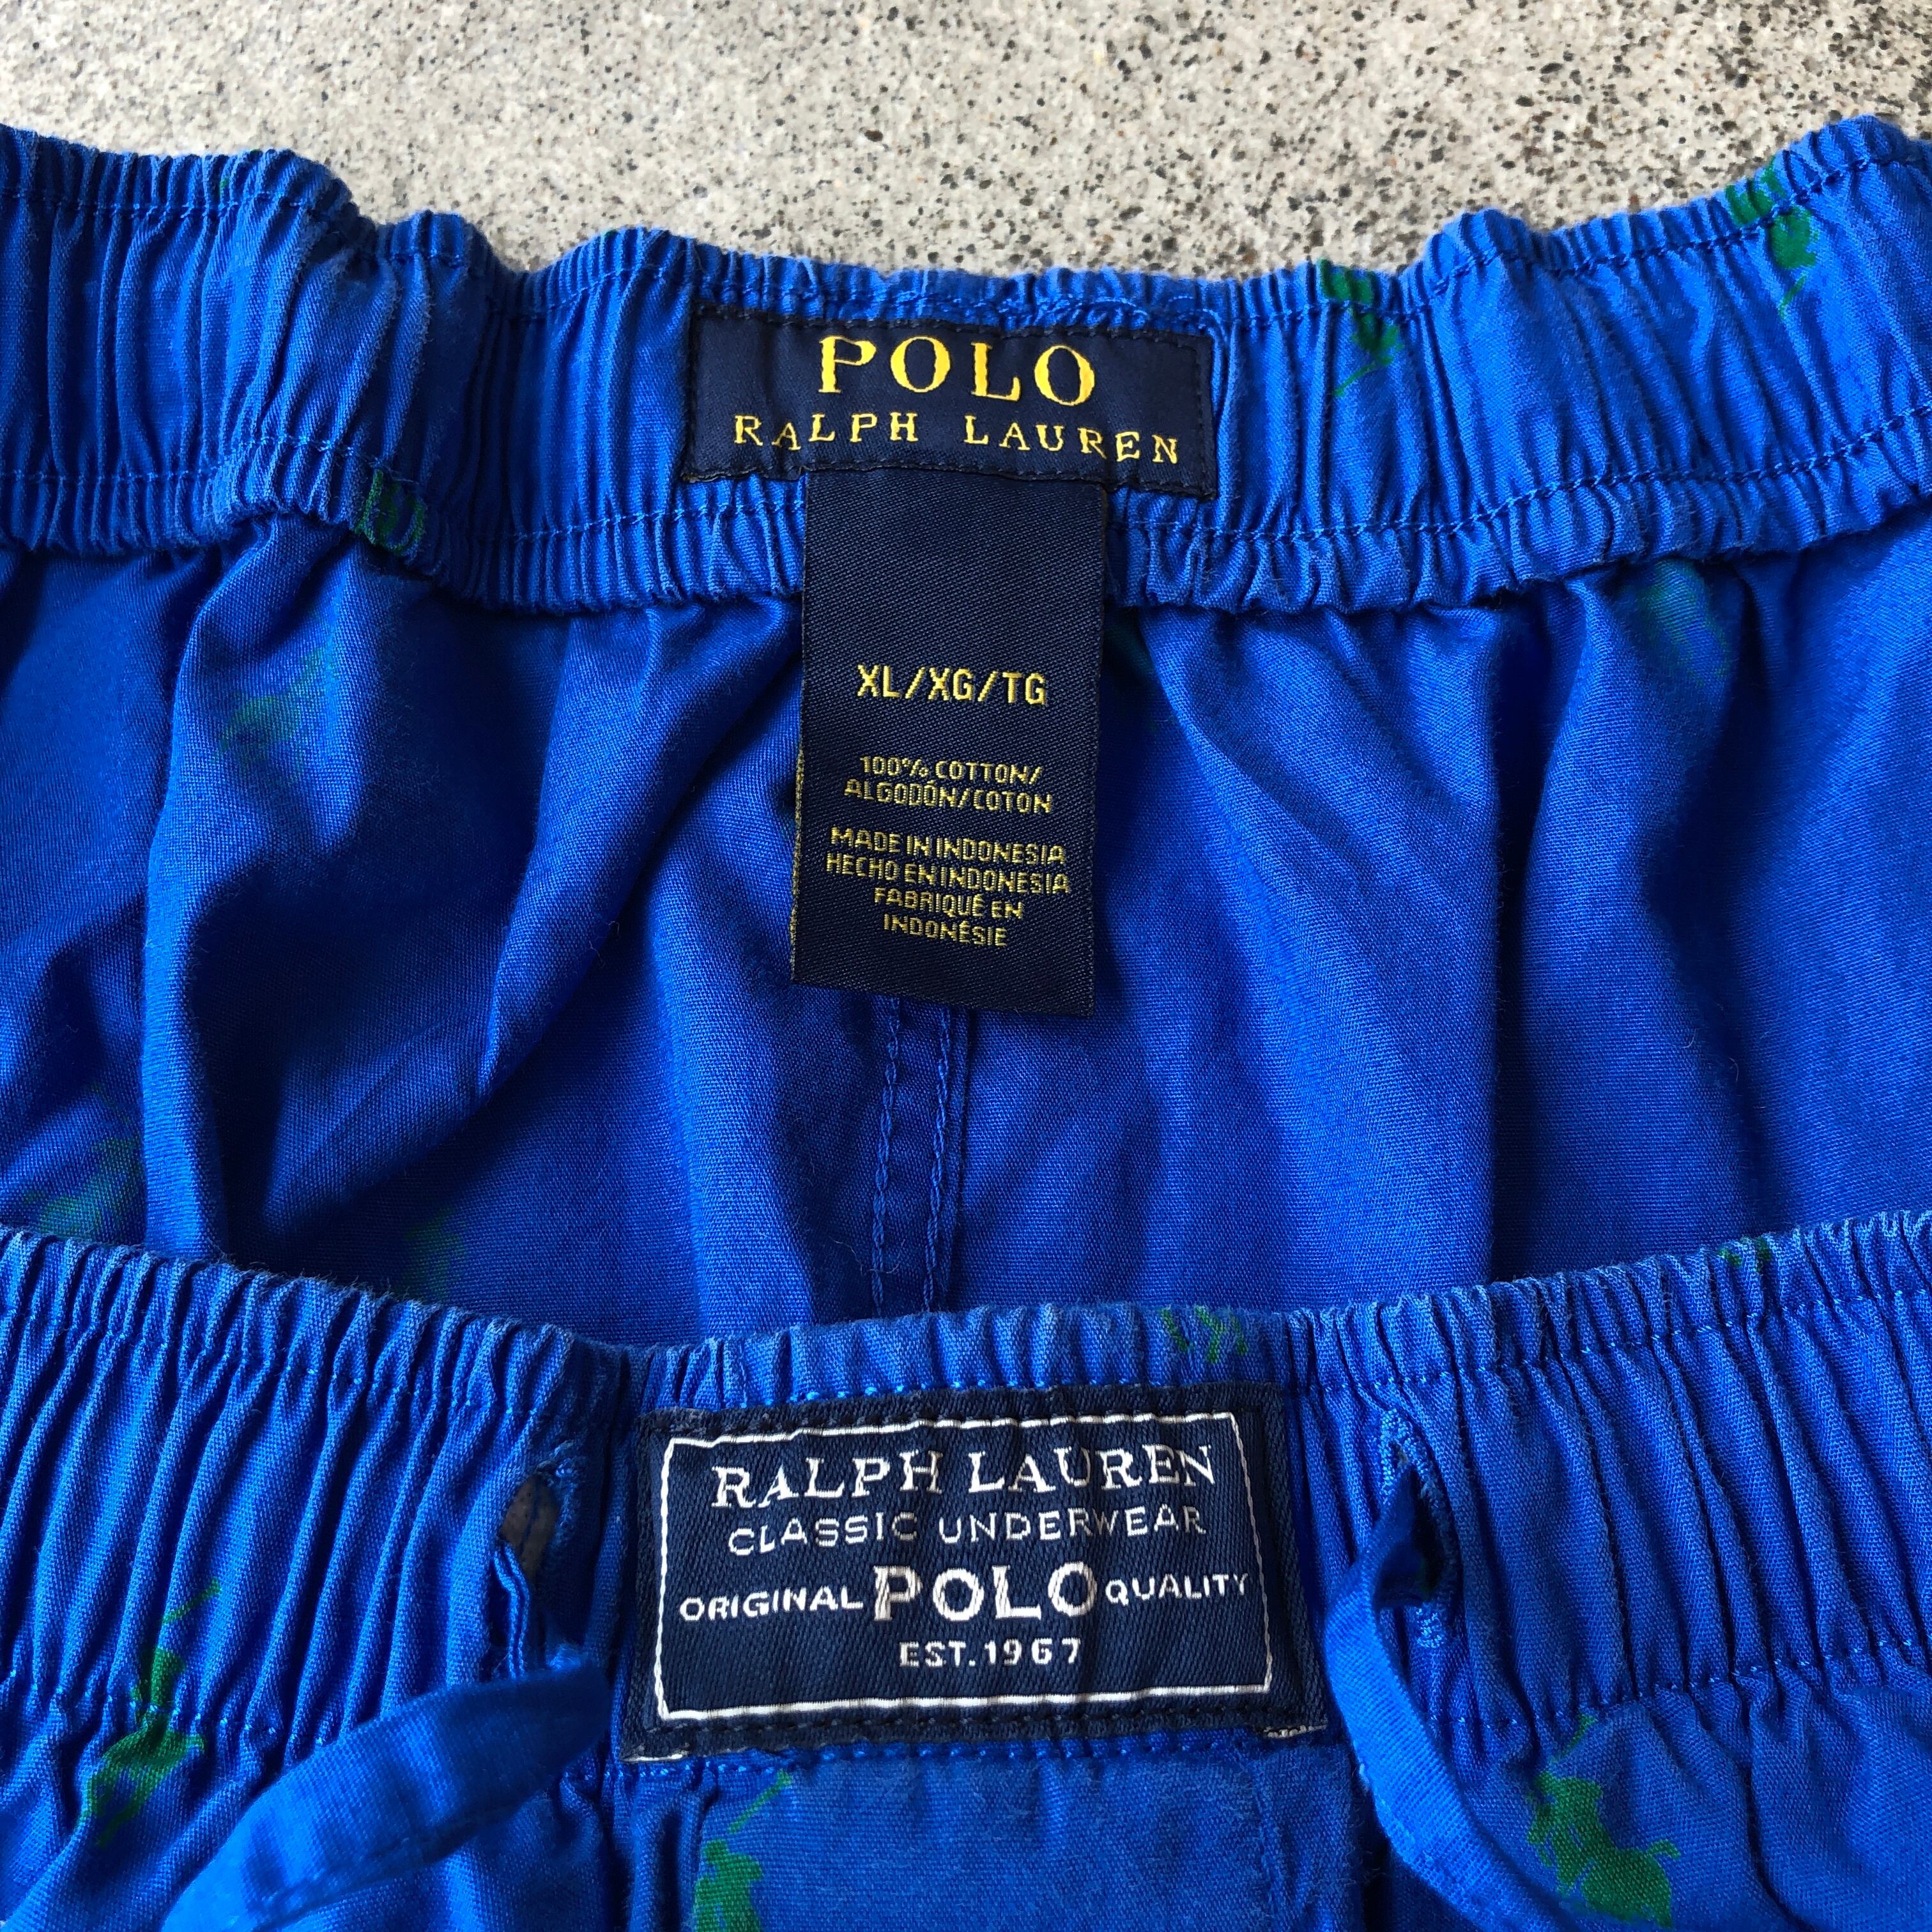 POLO
RALPH LAUREN
XL/XG/TG
100% COTTON/
ALGODÓN/COTON
MADE IN INDONESIA
HECHO EN INDONESIA
FABRIQUÉ EN
INDONÉSIE
RALPH LAUREN
CLASSIC UNDERWEAR
ORIGINAL POLO QUALITY
EST. 1967